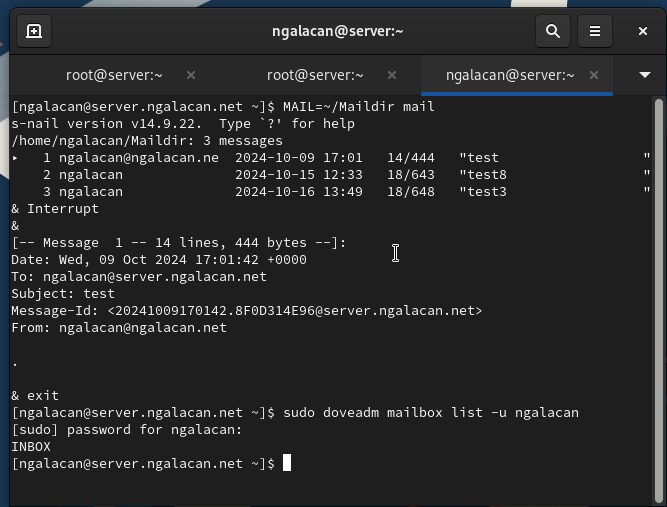 ngalacan@server:~
root@server:~
root@server:~
ngalacan@server:~
[ngalacan@server.ngalacan.net ~]$ MAIL=~/Maildir mail
s-nail version v14.9.22.  Type `?' for help
/home/ngalacan/Maildir: 3 messages
▸   1 ngalacan@ngalacan.ne  2024-10-09 17:01   14/444   "test                 "
    2 ngalacan              2024-10-15 12:33   18/643   "test8                "
    3 ngalacan              2024-10-16 13:49   18/648   "test3                "
& Interrupt
&
[-- Message  1 -- 14 lines, 444 bytes --]:
Date: Wed, 09 Oct 2024 17:01:42 +0000
To: ngalacan@server.ngalacan.net
Subject: test
Message-Id: <20241009170142.8F0D314E96@server.ngalacan.net>
From: ngalacan@ngalacan.net
.
& exit
[ngalacan@server.ngalacan.net ~]$ sudo doveadm mailbox list -u ngalacan
[sudo] password for ngalacan:
INBOX
[ngalacan@server.ngalacan.net ~]$